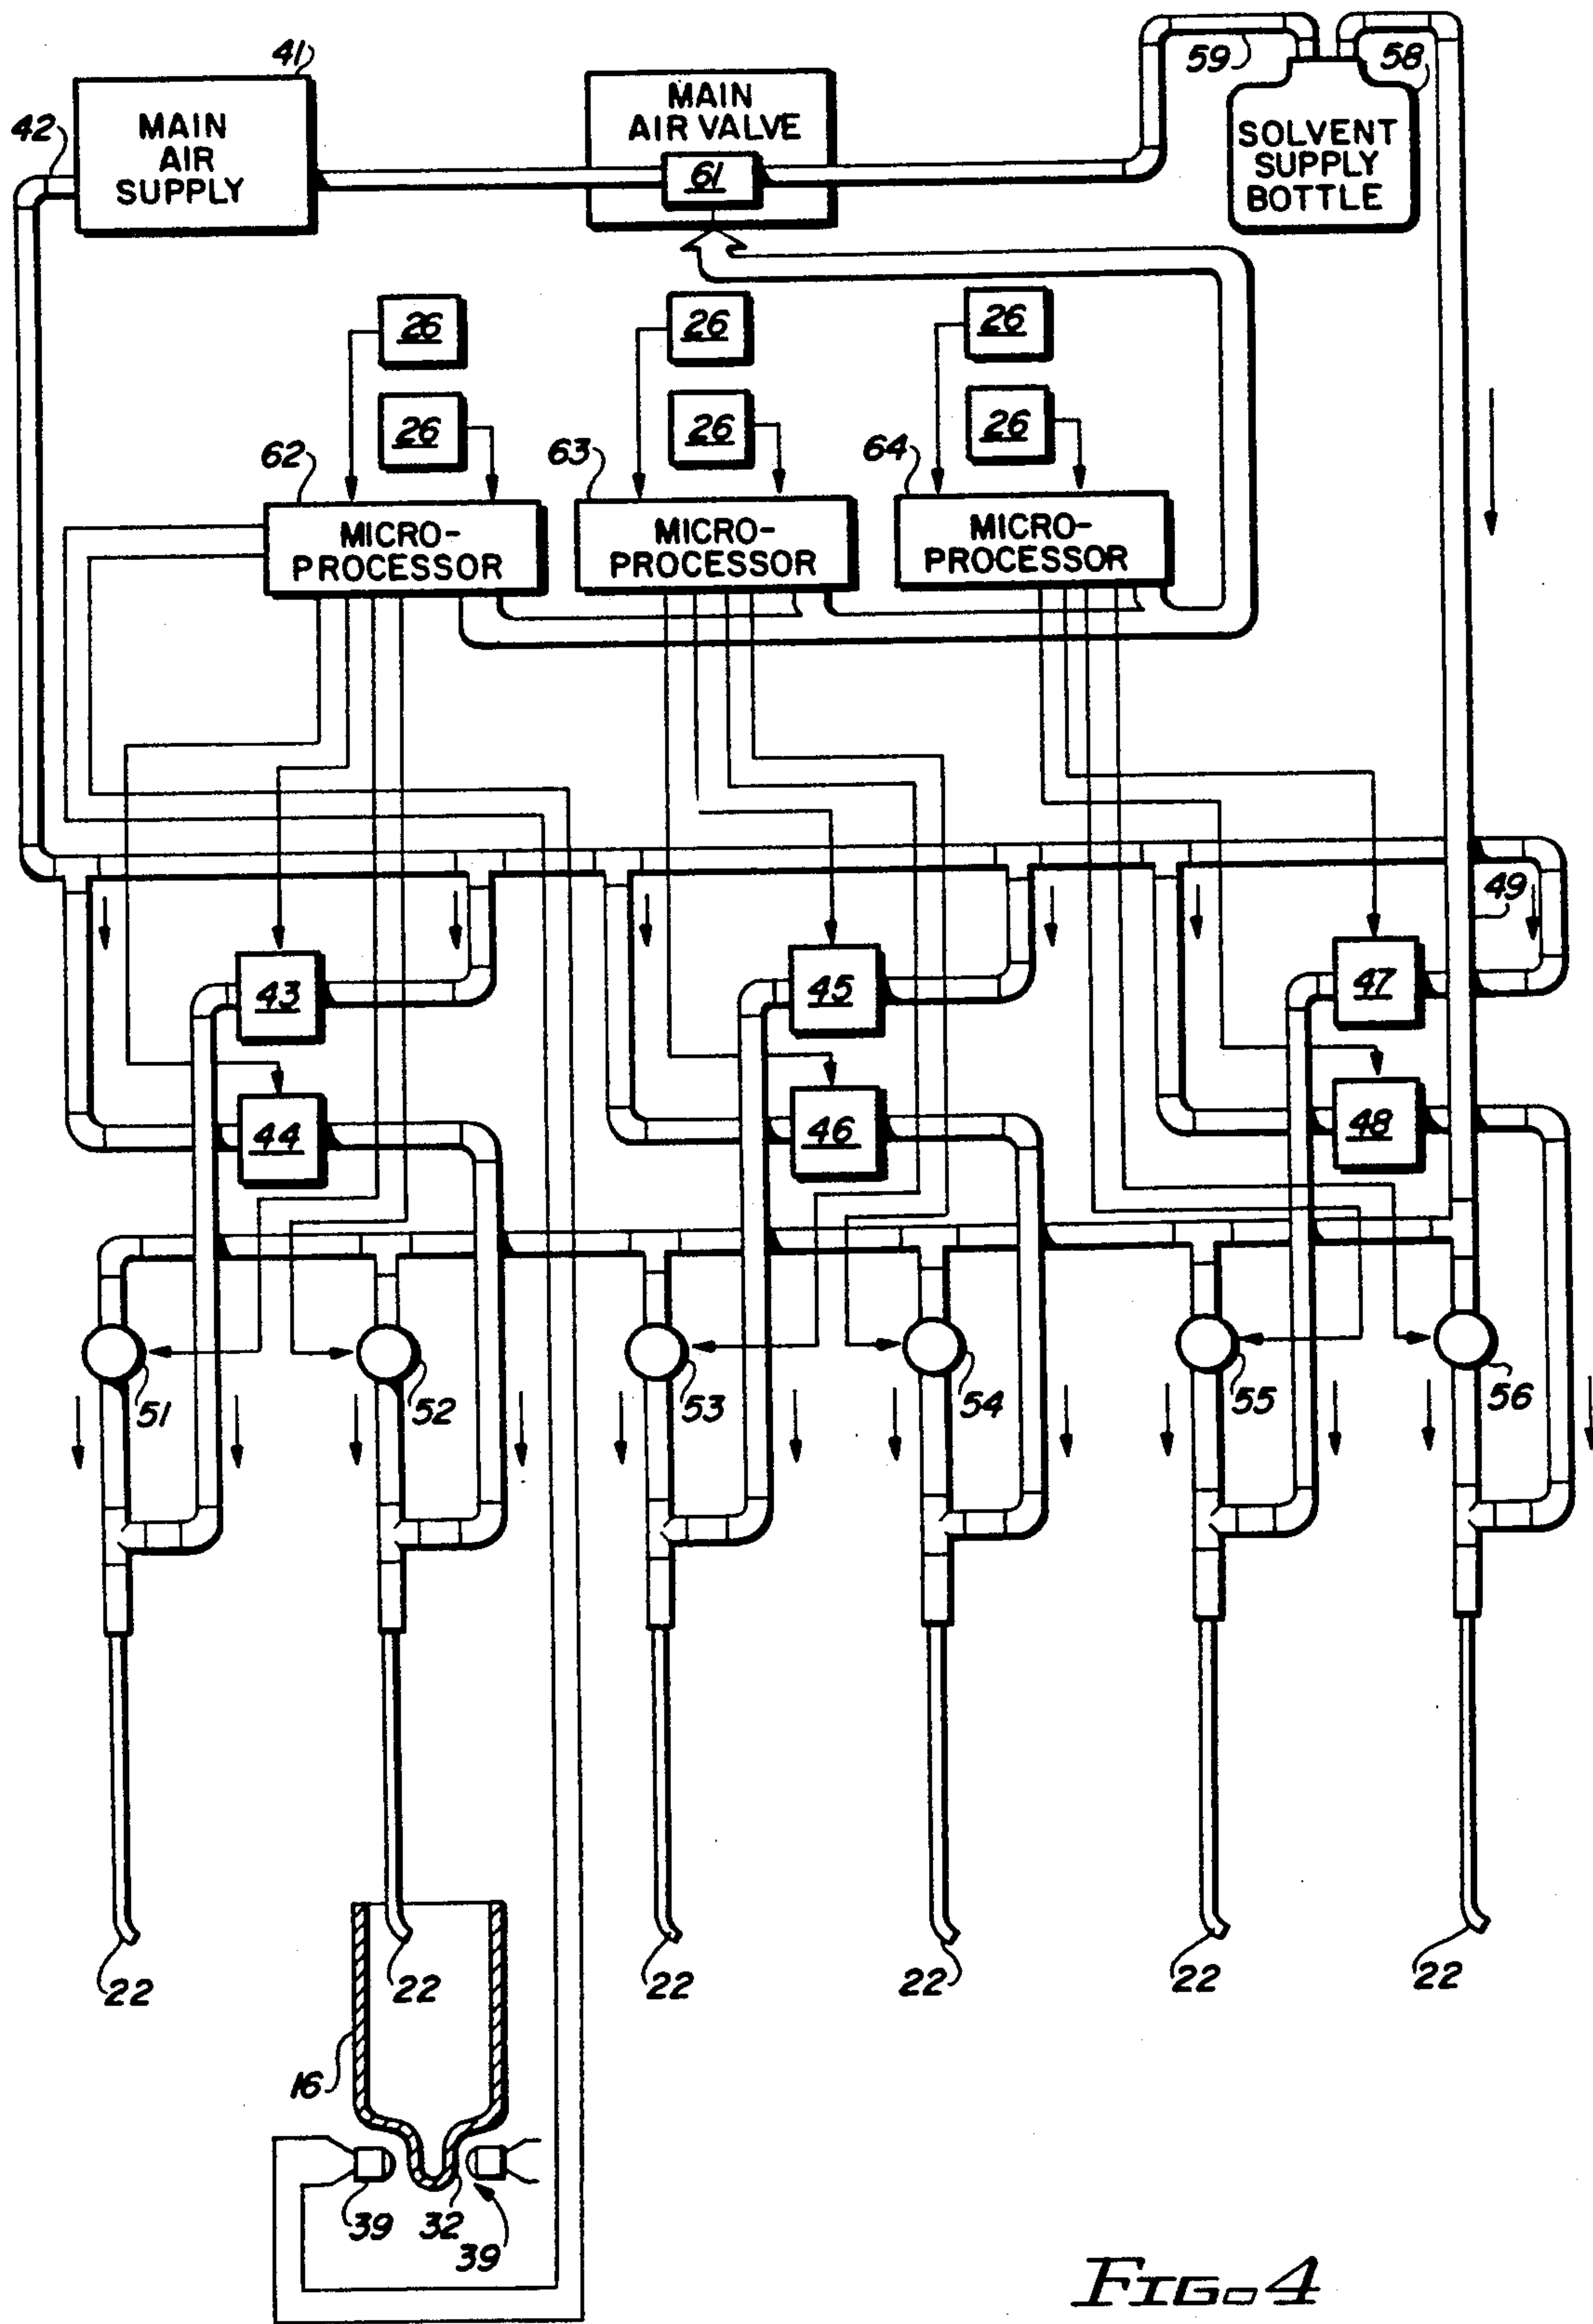 41
42
MAIN
AIR
SUPPLY
MAIN
AIR VALVE
61
59
58
SOLVENT
SUPPLY
BOTTLE
26
26
26
26
26
26
62
63
64
MICRO-
PROCESSOR
MICRO-
PROCESSOR
MICRO-
PROCESSOR
49
43
45
47
44
46
48
51
52
53
54
55
56
22
22
22
22
22
22
16
39
32
39
FIG. 4